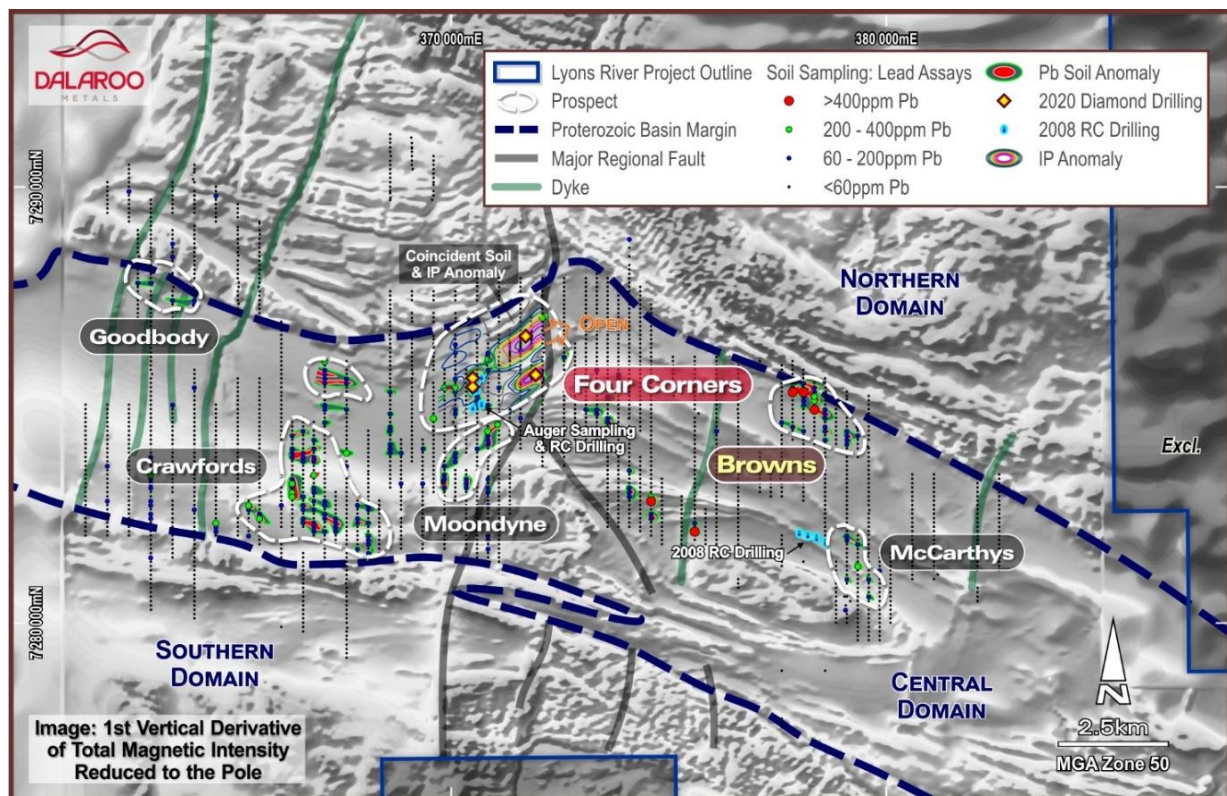 DALAROO
METALS
370 000mE
380 000mE
7 290 000mN
7 280 000mN
Lyons River Project Outline
Prospect
Proterozoic Basin Margin
Major Regional Fault
Dyke
Soil Sampling: Lead Assays
>400ppm Pb
200 - 400ppm Pb
60 - 200ppm Pb
<60ppm Pb
Pb Soil Anomaly
2020 Diamond Drilling
2008 RC Drilling
IP Anomaly
Coincident Soil
& IP Anomaly
NORTHERN
DOMAIN
Goodbody
OPEN
Four Corners
Auger Sampling
& RC Drilling
Crawfords
Browns
Excl.
Moondyne
2008 RC Drilling
McCarthys
SOUTHERN
DOMAIN
CENTRAL
DOMAIN
N
2.5km
MGA Zone 50
Image: 1st Vertical Derivative
of Total Magnetic Intensity
Reduced to the Pole